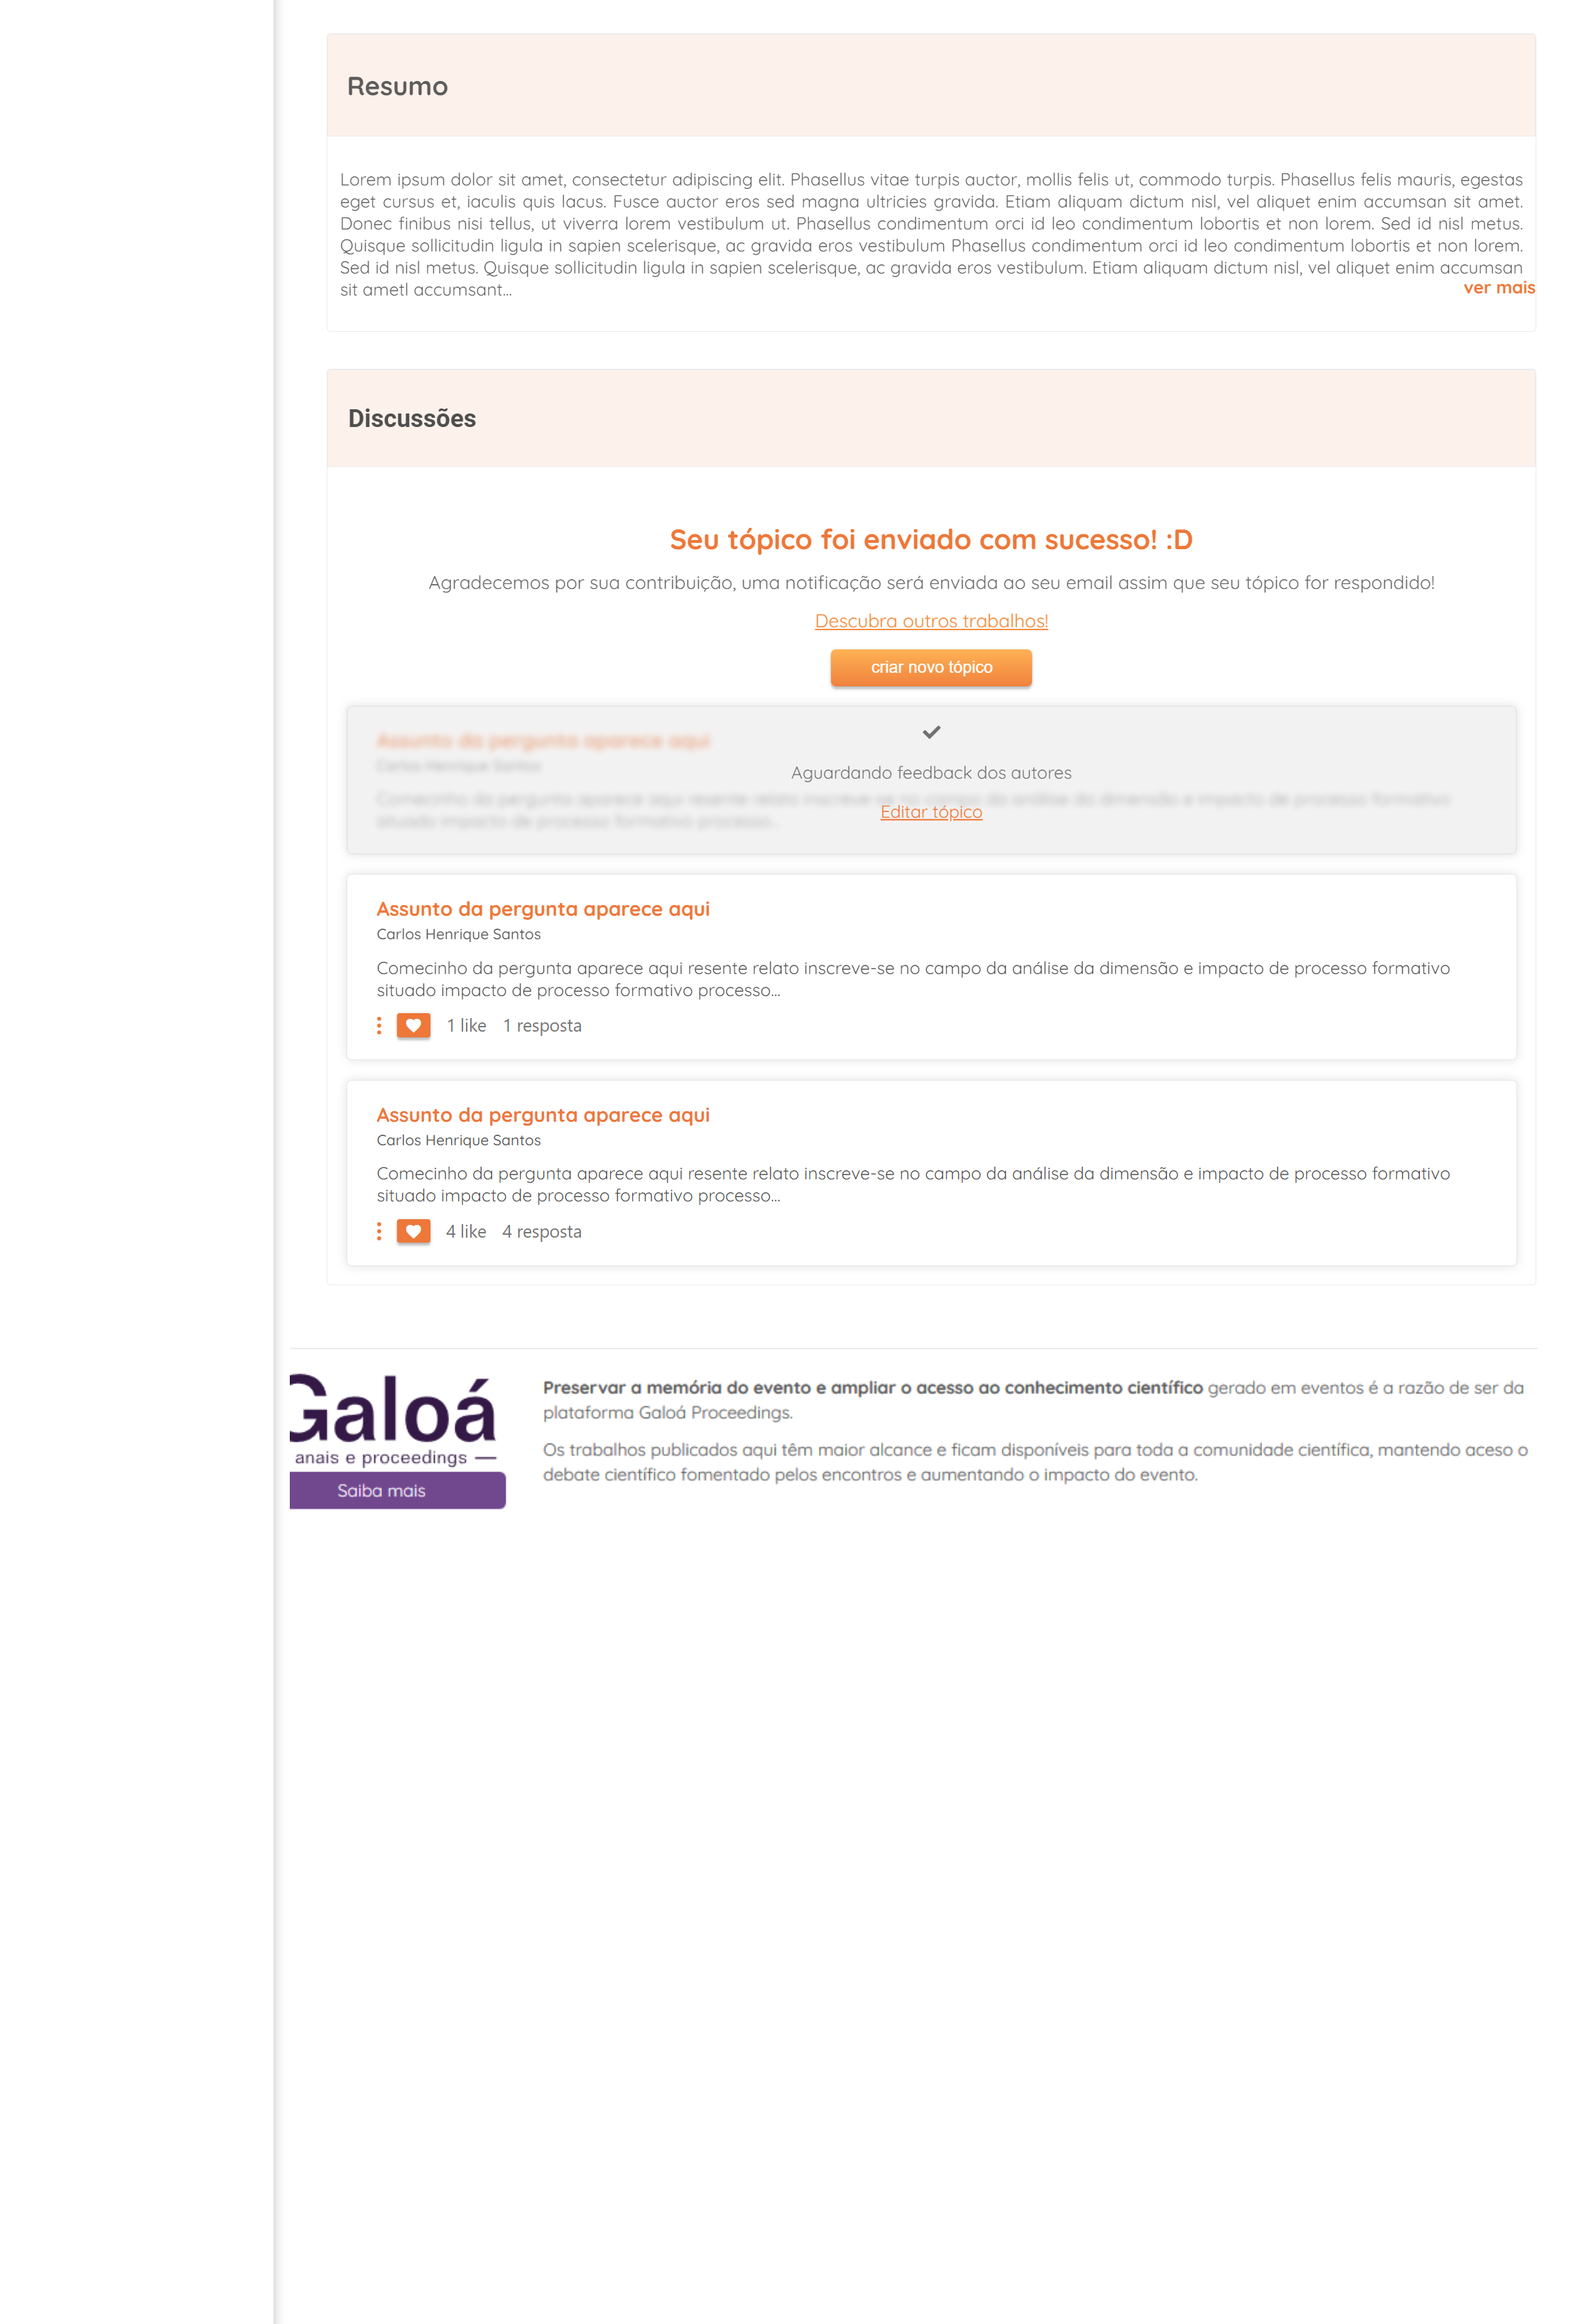 Resumo
Lorem ipsum dolor sit amet, consectetur adipiscing elit. Phasellus vitae turpis auctor, mollis felis ut, commodo turpis. Phasellus felis mauris, egestas
eget cursus et, iaculis quis lacus. Fusce auctor eros sed magna ultricies gravida. Etiam aliquam dictum nisl, vel aliquet enim accumsan sit amet.
Donec finibus nisi tellus, ut viverra lorem vestibulum ut. Phasellus condimentum orci id leo condimentum lobortis et non lorem. Sed id nisl metus.
Quisque sollicitudin ligula in sapien scelerisque, ac gravida eros vestibulum Phasellus condimentum orci id leo condimentum lobortis et non lorem.
Sed id nisl metus. Quisque sollicitudin ligula in sapien scelerisque, ac gravida eros vestibulum. Etiam aliquam dictum nisl, vel aliquet enim accumsan
sit ametl accumsant...
ver mais
Discussões
Seu tópico foi enviado com sucesso! :D
Agradecemos por sua contribuição, uma notificação será enviada ao seu email assim que seu tópico for respondido!
Descubra outros trabalhos!
criar novo tópico
Assunto da pergunta aparece aqui
Carlos Henrique Santos
Aguardando feedback dos autores
Comecinho da pergunta aparece aqui resente relato inscreve-se no campo da análise da dimensão e impacto de processo formativo
situado impacto de processo formativo processo...
Editar tópico
Assunto da pergunta aparece aqui
Carlos Henrique Santos
Comecinho da pergunta aparece aqui resente relato inscreve-se no campo da análise da dimensão e impacto de processo formativo
situado impacto de processo formativo processo...
1 like 1 resposta
Assunto da pergunta aparece aqui
Carlos Henrique Santos
Comecinho da pergunta aparece aqui resente relato inscreve-se no campo da análise da dimensão e impacto de processo formativo
situado impacto de processo formativo processo...
4 like 4 resposta
Galoá
anais e proceedings —
Saiba mais
Preservar a memória do evento e ampliar o acesso ao conhecimento científico gerado em eventos é a razão de ser da
plataforma Galoá Proceedings.
Os trabalhos publicados aqui têm maior alcance e ficam disponíveis para toda a comunidade científica, mantendo aceso o
debate científico fomentado pelos encontros e aumentando o impacto do evento.